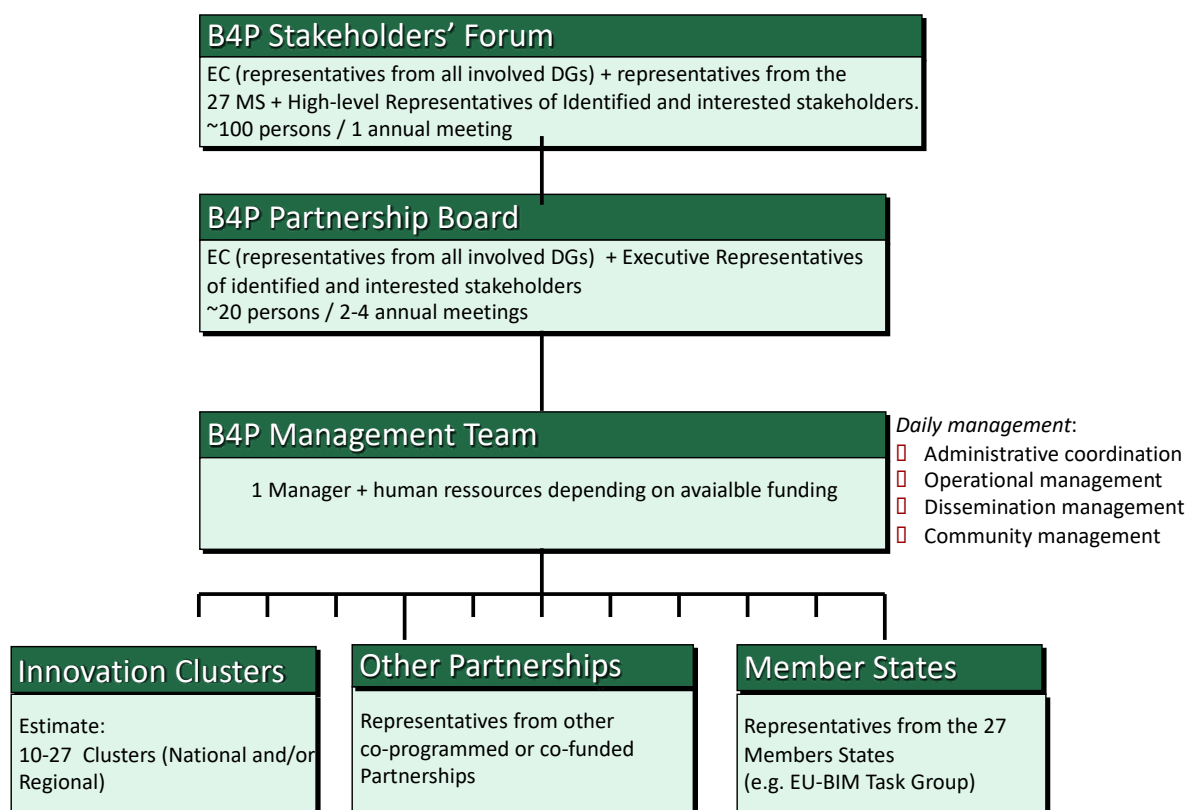 B4P Stakeholders’ Forum
EC (representatives from all involved DGs) + representatives from the
27 MS + High-level Representatives of Identified and interested stakeholders.
~100 persons / 1 annual meeting
B4P Partnership Board
EC (representatives from all involved DGs) + Executive Representatives
of identified and interested stakeholders
~20 persons / 2-4 annual meetings
B4P Management Team
1 Manager + human ressources depending on avaialble funding
Daily management:
Administrative coordination
Operational management
Dissemination management
Community management
Innovation Clusters
Estimate:
10-27 Clusters (National and/or
Regional)
Other Partnerships
Representatives from other
co-programmed or co-funded
Partnerships
Member States
Representatives from the 27
Members States
(e.g. EU-BIM Task Group)